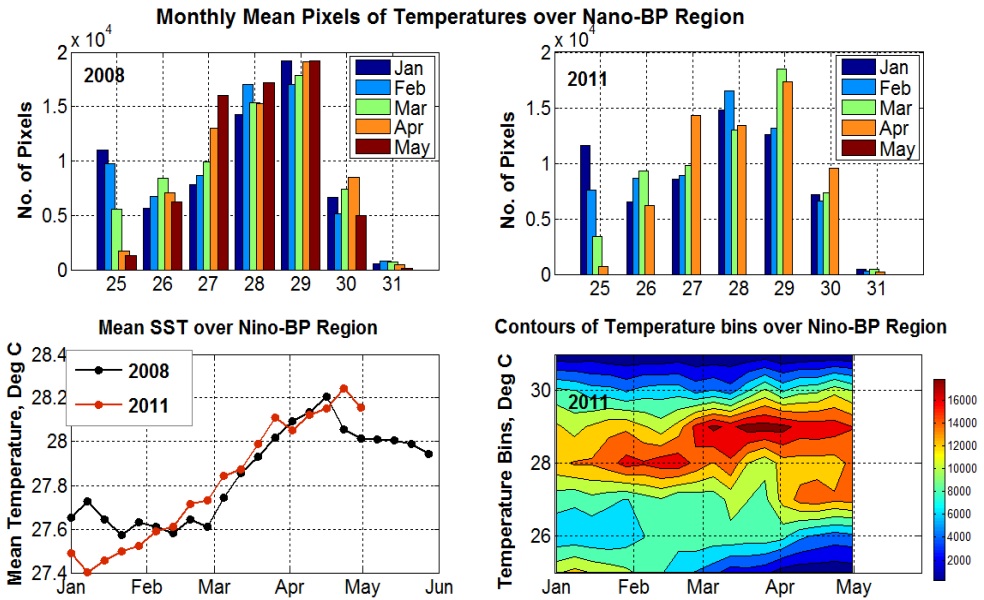 Monthly Mean Pixels of Temperatures over Nano-BP Region
2 x 10^4
2008
Jan
Feb
Mar
Apr
May
1.5
1
0.5
0
No. of Pixels
25 26 27 28 29 30 31
2 x 10^4
2011
Jan
Feb
Mar
Apr
May
1.5
1
0.5
0
No. of Pixels
25 26 27 28 29 30 31
Mean SST over Nino-BP Region
28.4
28.2
28
27.8
27.6
27.4
Mean Temperature, Deg C
2008
2011
Jan Feb Mar Apr May Jun
Contours of Temperature bins over Nino-BP Region
2011
30
28
26
Temperature Bins, Deg C
Jan Feb Mar Apr May
16000
14000
12000
10000
8000
6000
4000
2000